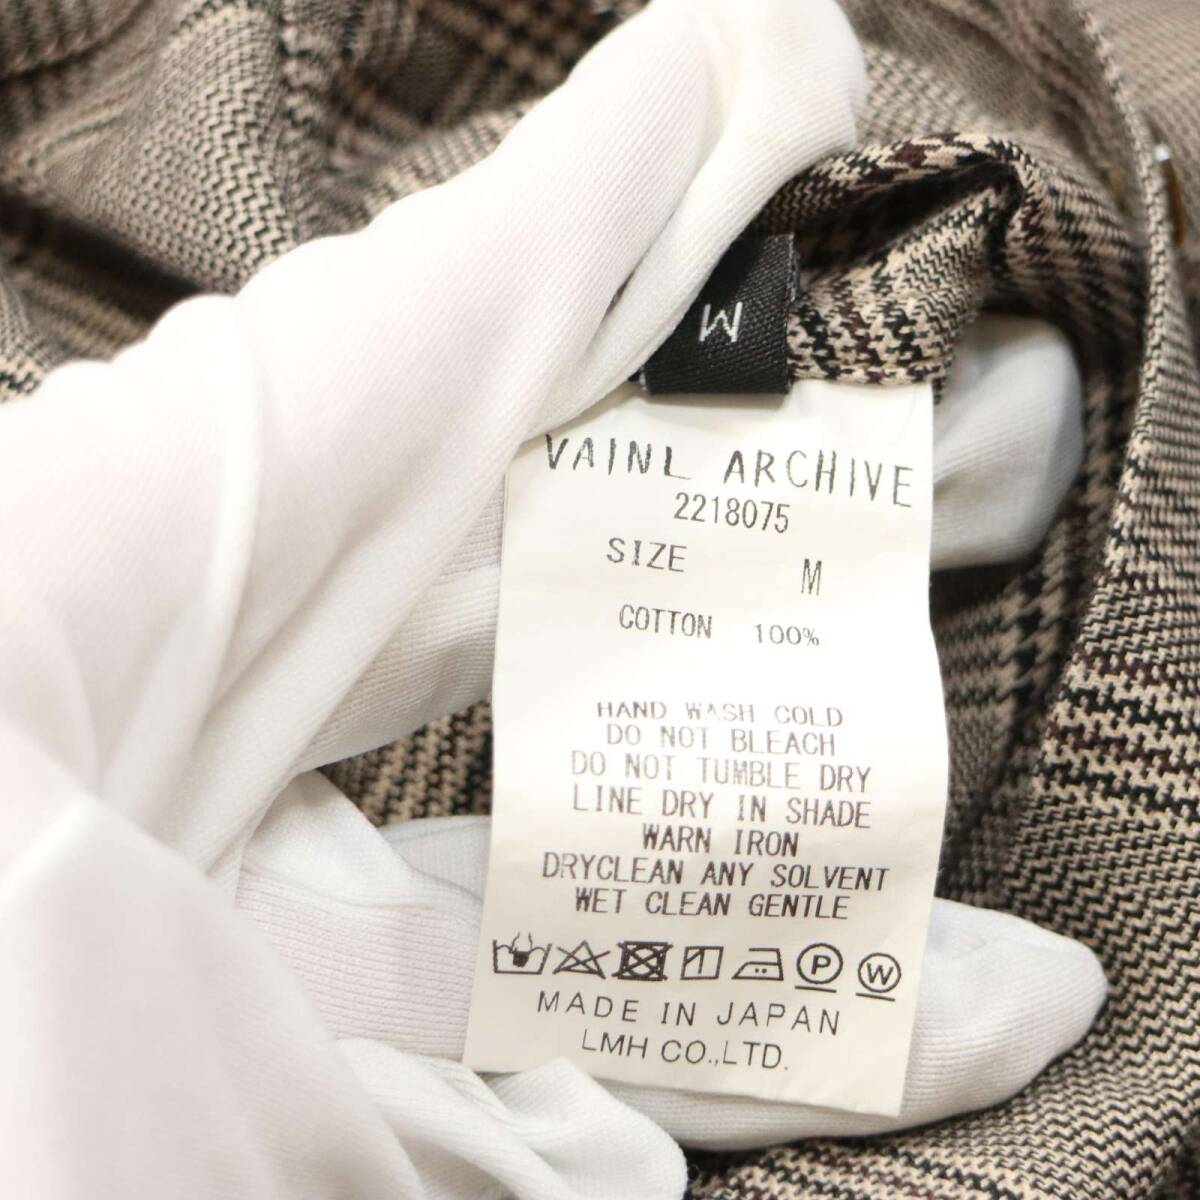 M
VAINL ARCHIVE
2218075
SIZE M
COTTON 100%
HAND WASH COLD
DO NOT BLEACH
DO NOT TUMBLE DRY
LINE DRY IN SHADE
WARN IRON
DRYCLEAN ANY SOLVENT
WET CLEAN GENTLE
P W
MADE IN JAPAN
LMH CO.,LTD.